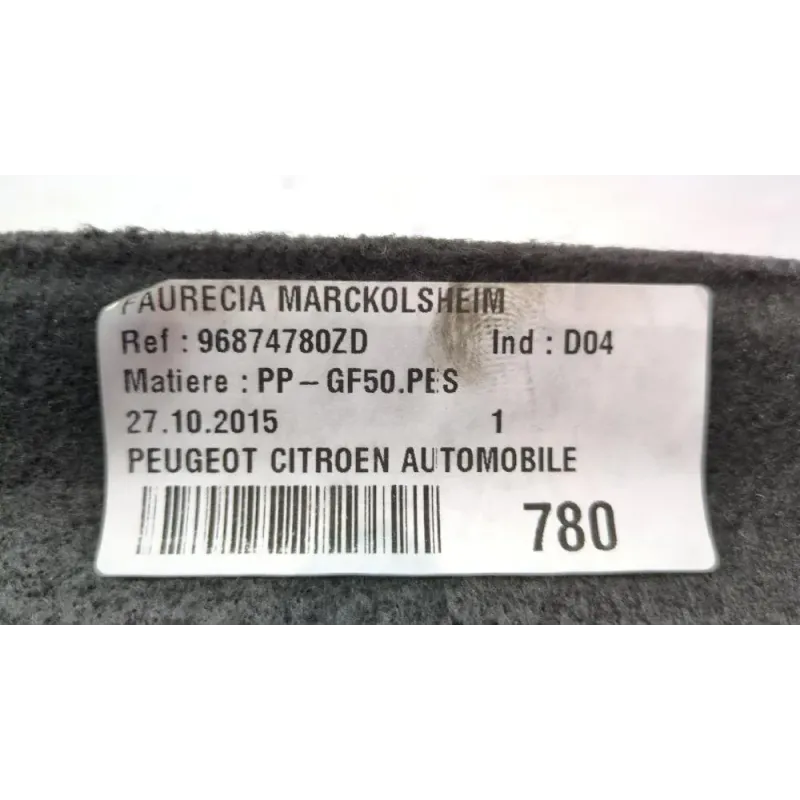 FAURECIA MARCKOLSHEIM
Ref : 96874780ZD Ind : D04
Matiere : PP-GF50.PES
27.10.2015 1
PEUGEOT CITROEN AUTOMOBILE
780